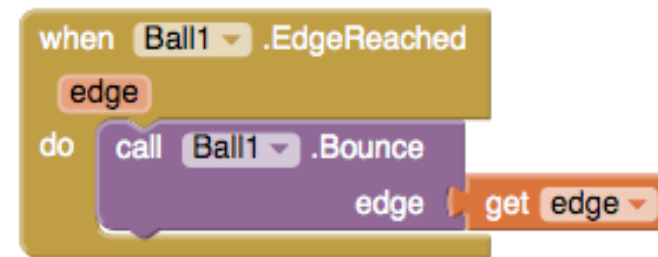 when Ball1 .EdgeReached
edge
do call Ball1 .Bounce
edge get edge